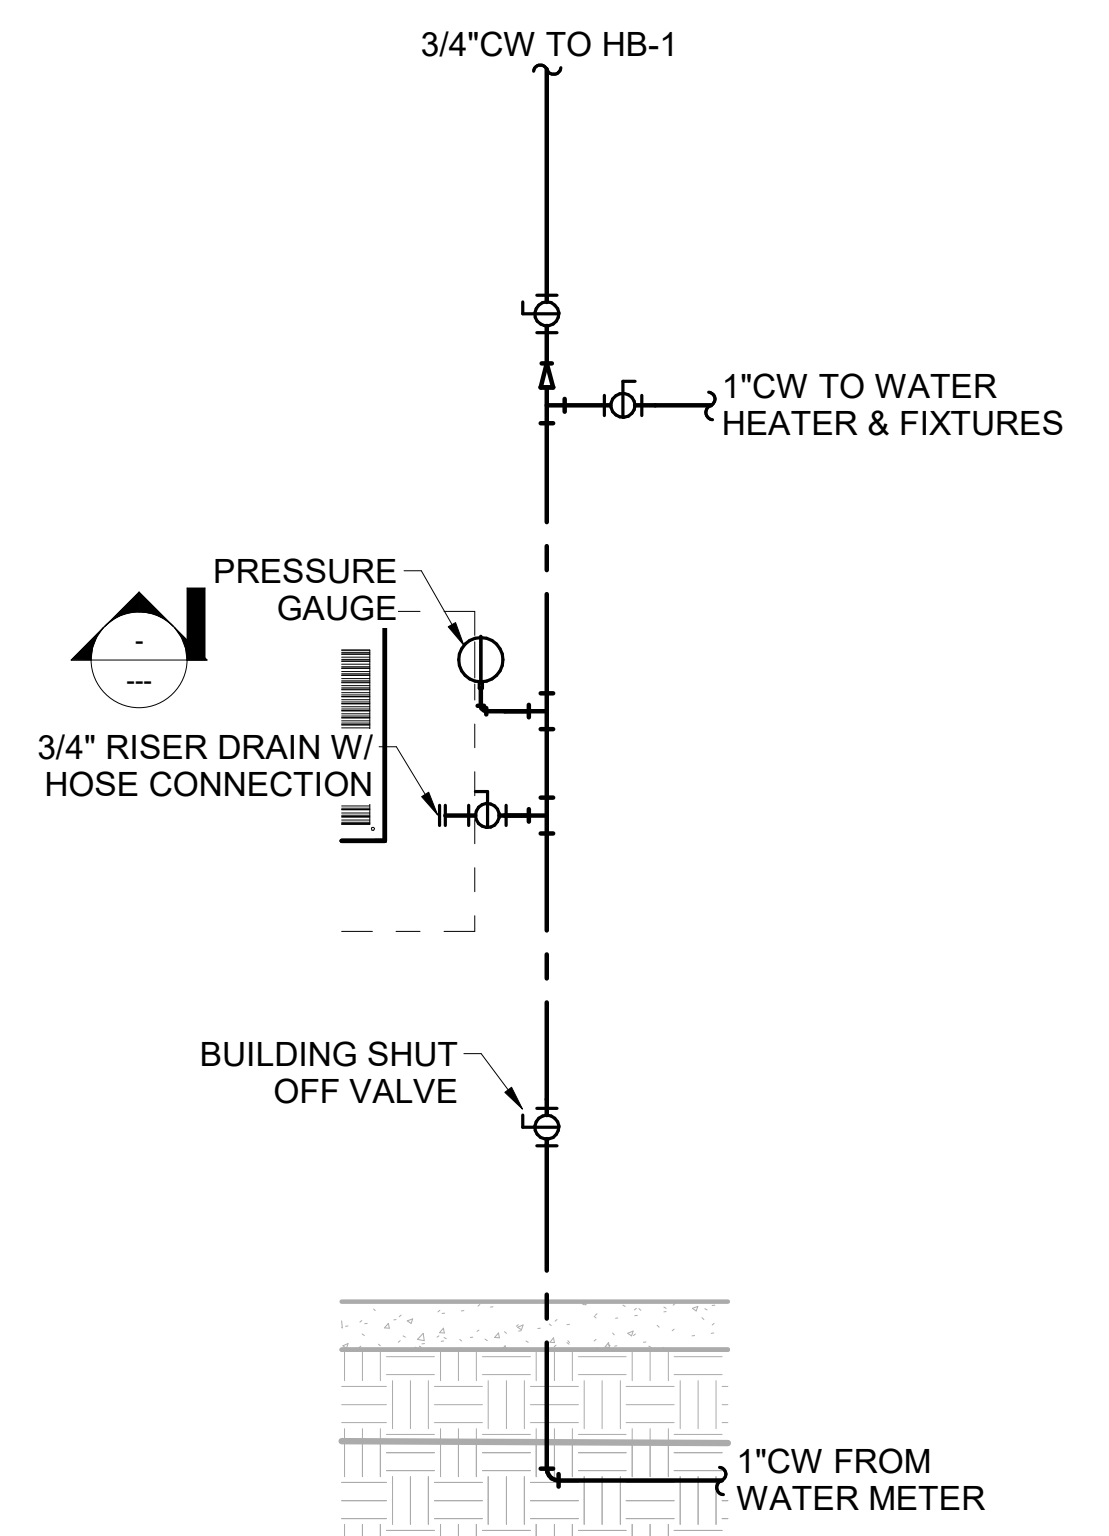 3/4"CW TO HB-1
1"CW TO WATER
HEATER & FIXTURES
PRESSURE
GAUGE
-
---
3/4" RISER DRAIN W/
HOSE CONNECTION
BUILDING SHUT
OFF VALVE
1"CW FROM
WATER METER